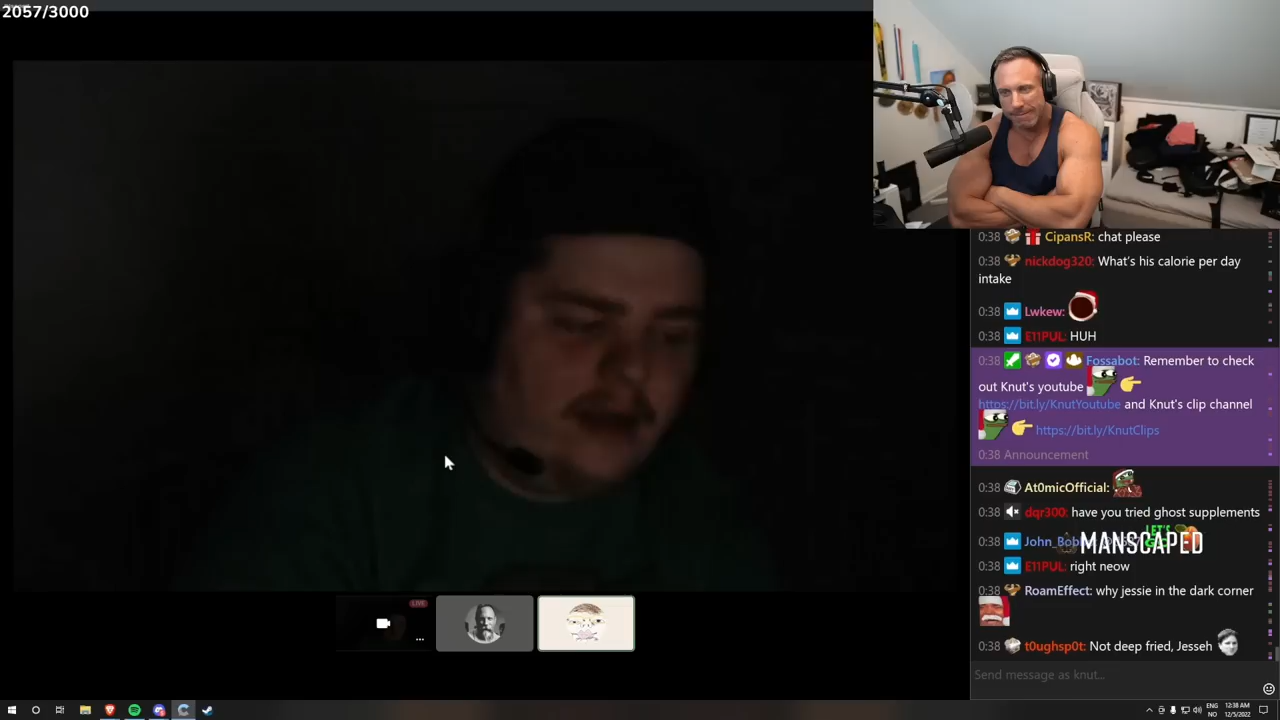 2057/3000
0:38 CipansR: chat please
0:38 nickdog320: What's his calorie per day
intake
0:38 Lwkew:
0:38 E11PUL: HUH
0:38 Fossabot: Remember to check
out Knut's youtube
https://bit.ly/KnutYoutube and Knut's clip channel
https://bit.ly/KnutClips
0:38 Announcement
0:38 At0micOfficial:
0:38 dqr300: have you tried ghost supplements
LET'S
0:38 John_Bob
MANSCAPED
0:38 E11PUL: right neow
0:38 RoamEffect: why jessie in the dark corner
0:38 t0ughsp0t: Not deep fried, Jesseh
Send message as knut...
LIVE
ENG
NO
12:38 AM
12/5/2022